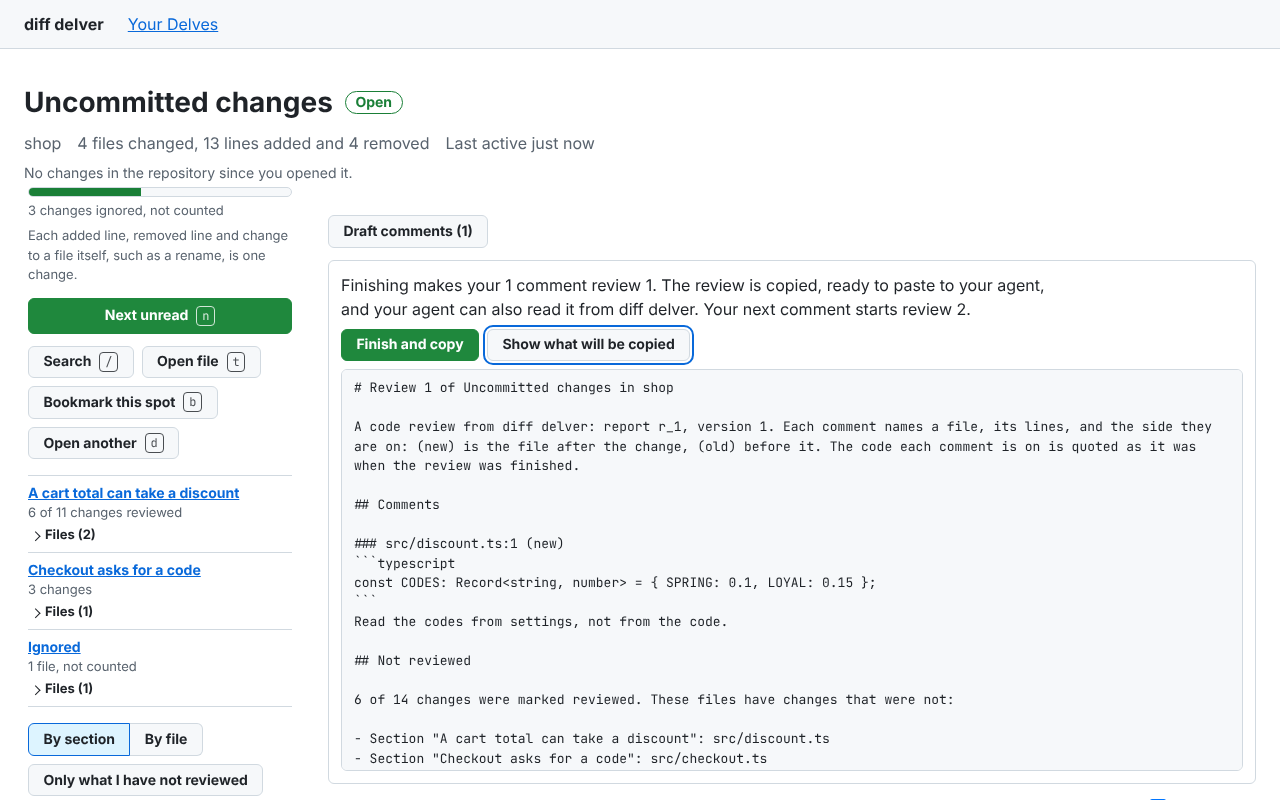 diff delver Your Delves
Uncommitted changes Open
shop 4 files changed, 13 lines added and 4 removed Last active just now
No changes in the repository since you opened it.
3 changes ignored, not counted
Each added line, removed line and change
to a file itself, such as a rename, is one
change.
Next unread n
Search / Open file t
Bookmark this spot b
Open another d
A cart total can take a discount
6 of 11 changes reviewed
Files (2)
Checkout asks for a code
3 changes
Files (1)
Ignored
1 file, not counted
Files (1)
By section By file
Only what I have not reviewed
Draft comments (1)
Finishing makes your 1 comment review 1. The review is copied, ready to paste to your agent,
and your agent can also read it from diff delver. Your next comment starts review 2.
Finish and copy Show what will be copied
# Review 1 of Uncommitted changes in shop
A code review from diff delver: report r_1, version 1. Each comment names a file, its lines, and the side they
are on: (new) is the file after the change, (old) before it. The code each comment is on is quoted as it was
when the review was finished.
## Comments
### src/discount.ts:1 (new)
```typescript
const CODES: Record<string, number> = { SPRING: 0.1, LOYAL: 0.15 };
```
Read the codes from settings, not from the code.
## Not reviewed
6 of 14 changes were marked reviewed. These files have changes that were not:
- Section "A cart total can take a discount": src/discount.ts
- Section "Checkout asks for a code": src/checkout.ts